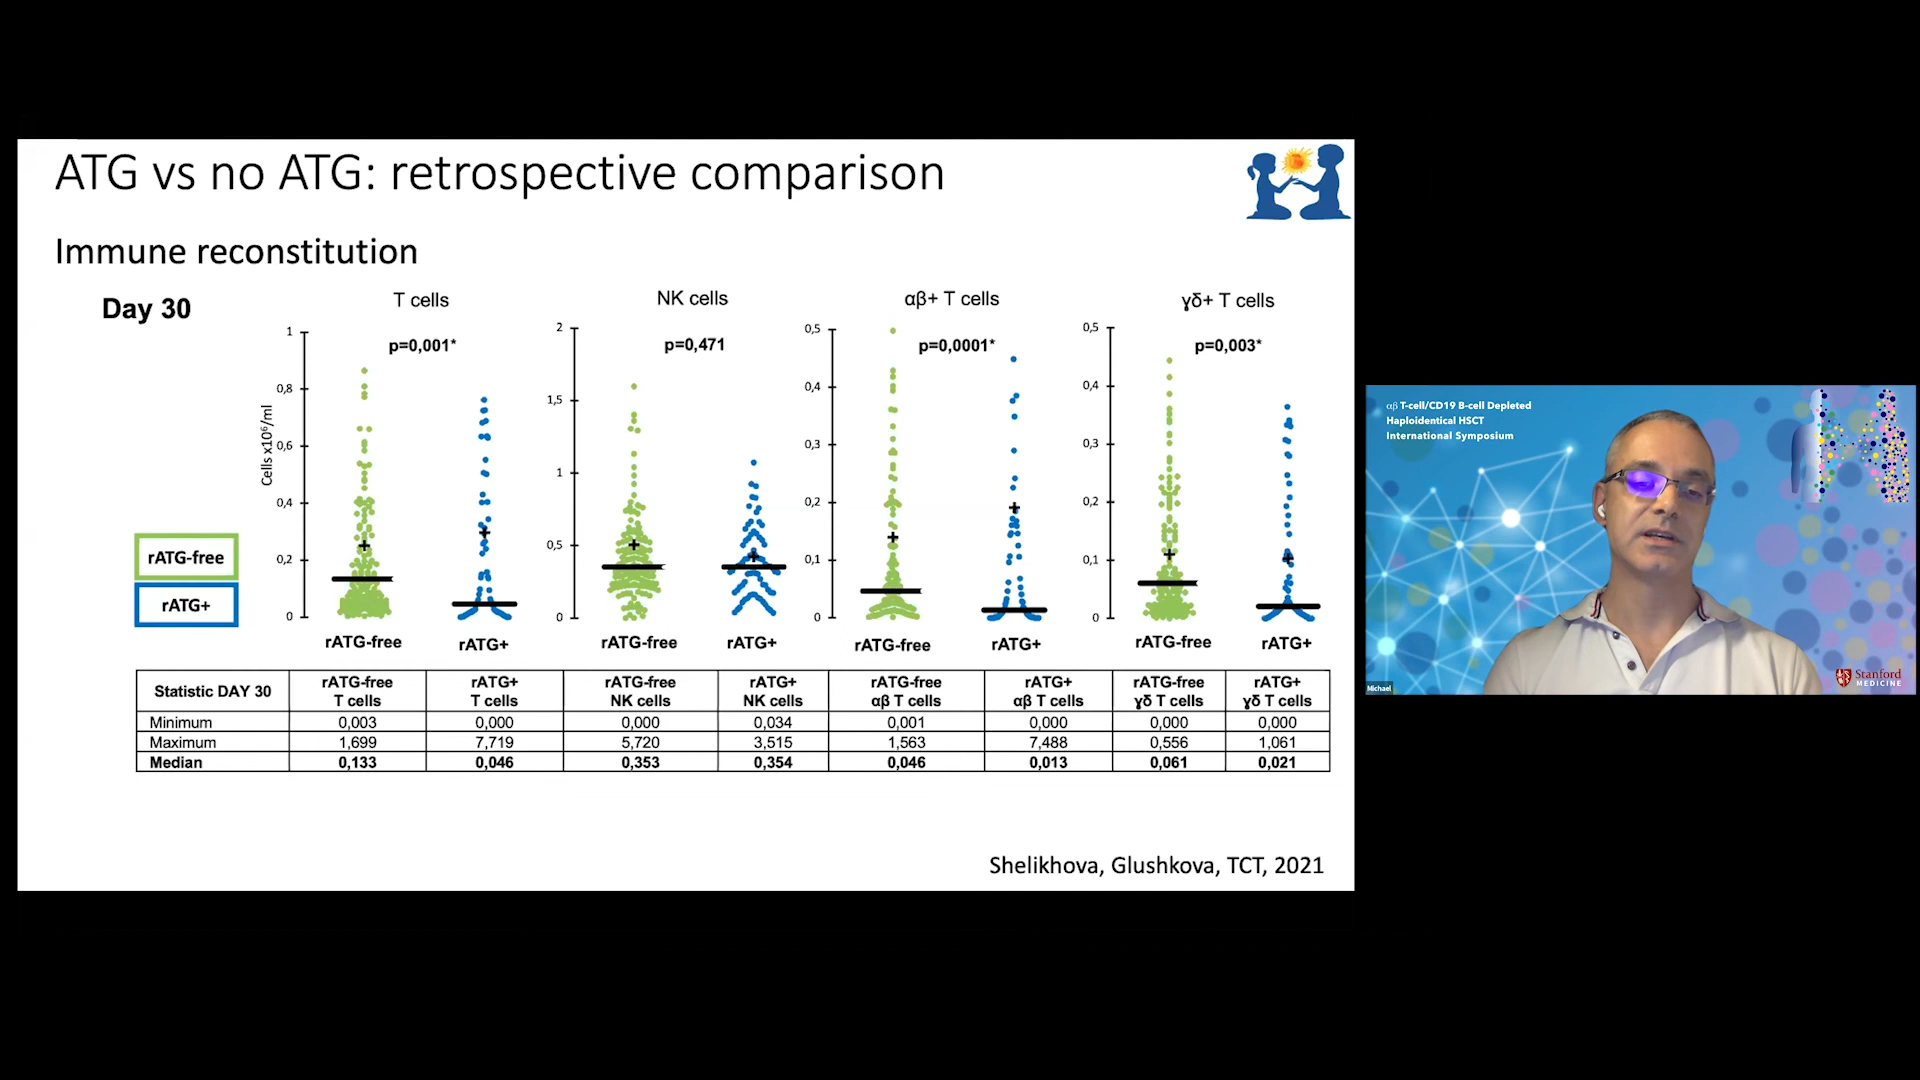 ATG vs no ATG: retrospective comparison
Immune reconstitution
Day 30
T cells
NK cells
αβ+ T cells
ɣδ+ T cells
p=0,001*
p=0,471
p=0,0001*
p=0,003*
Cells x10⁶/ml
1
0,8
0,6
0,4
0,2
0
2
1,5
1
0,5
0
0,5
0,4
0,3
0,2
0,1
0
0,5
0,4
0,3
0,2
0,1
0
rATG-free
rATG+
rATG-free
rATG+
rATG-free
rATG+
rATG-free
rATG+
rATG-free
rATG+
Statistic DAY 30 rATG-free T cells rATG+ T cells rATG-free NK cells rATG+ NK cells rATG-free αβ T cells rATG+ αβ T cells rATG-free ɣδ T cells rATG+ ɣδ T cells
Minimum 0,003 0,000 0,000 0,034 0,001 0,000 0,000 0,000
Maximum 1,699 7,719 5,720 3,515 1,563 7,488 0,556 1,061
Median 0,133 0,046 0,353 0,354 0,046 0,013 0,061 0,021
Shelikhova, Glushkova, TCT, 2021
αβ T-cell/CD19 B-cell Depleted
Haploidentical HSCT
International Symposium
Stanford
MEDICINE
Michael